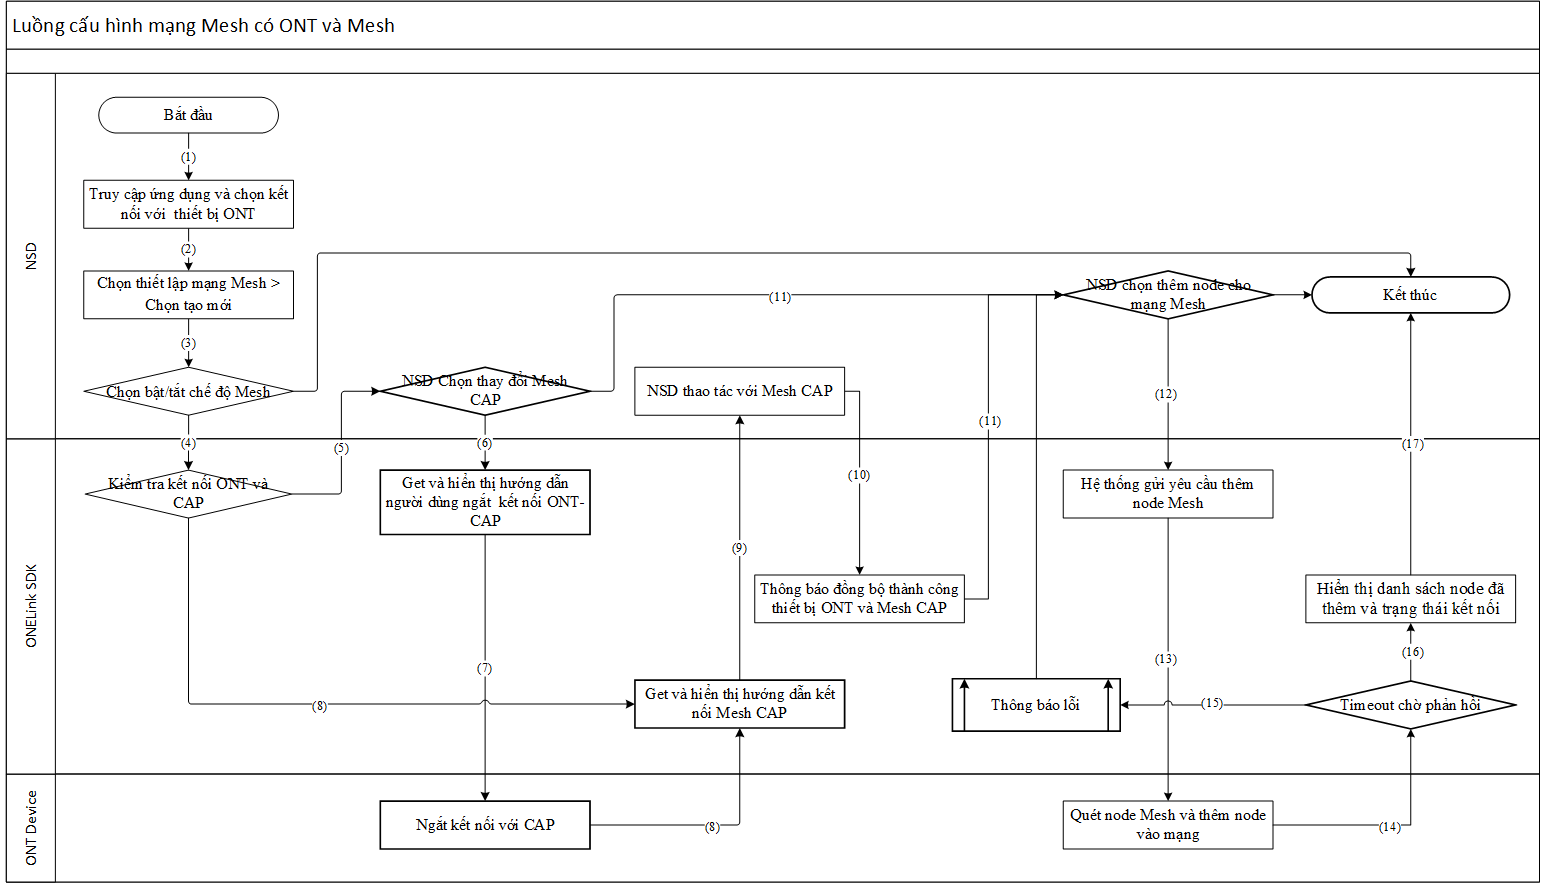 Luồng cấu hình mạng Mesh có ONT và Mesh
NSD
Bắt đầu
(1)
Truy cập ứng dụng và chọn kết
nối với thiết bị ONT
(2)
Chọn thiết lập mạng Mesh >
Chọn tạo mới
(3)
Chọn bật/tắt chế độ Mesh
(4)
(5)
NSD Chọn thay đổi Mesh
CAP
(6)
(11)
NSD thao tác với Mesh CAP
(10)
(11)
NSD chọn thêm node cho
mạng Mesh
(12)
Kết thúc
(17)
ONELink SDK
Kiểm tra kết nối ONT và
CAP
Get và hiển thị hướng dẫn
người dùng ngắt kết nối ONT-
CAP
(7)
(8)
(9)
Thông báo đồng bộ thành công
thiết bị ONT và Mesh CAP
Get và hiển thị hướng dẫn kết
nối Mesh CAP
Hệ thống gửi yêu cầu thêm
node Mesh
(13)
Thông báo lỗi
(15)
Hiển thị danh sách node đã
thêm và trạng thái kết nối
(16)
Timeout chờ phản hồi
ONT Device
Ngắt kết nối với CAP
(8)
Quét node Mesh và thêm node
vào mạng
(14)